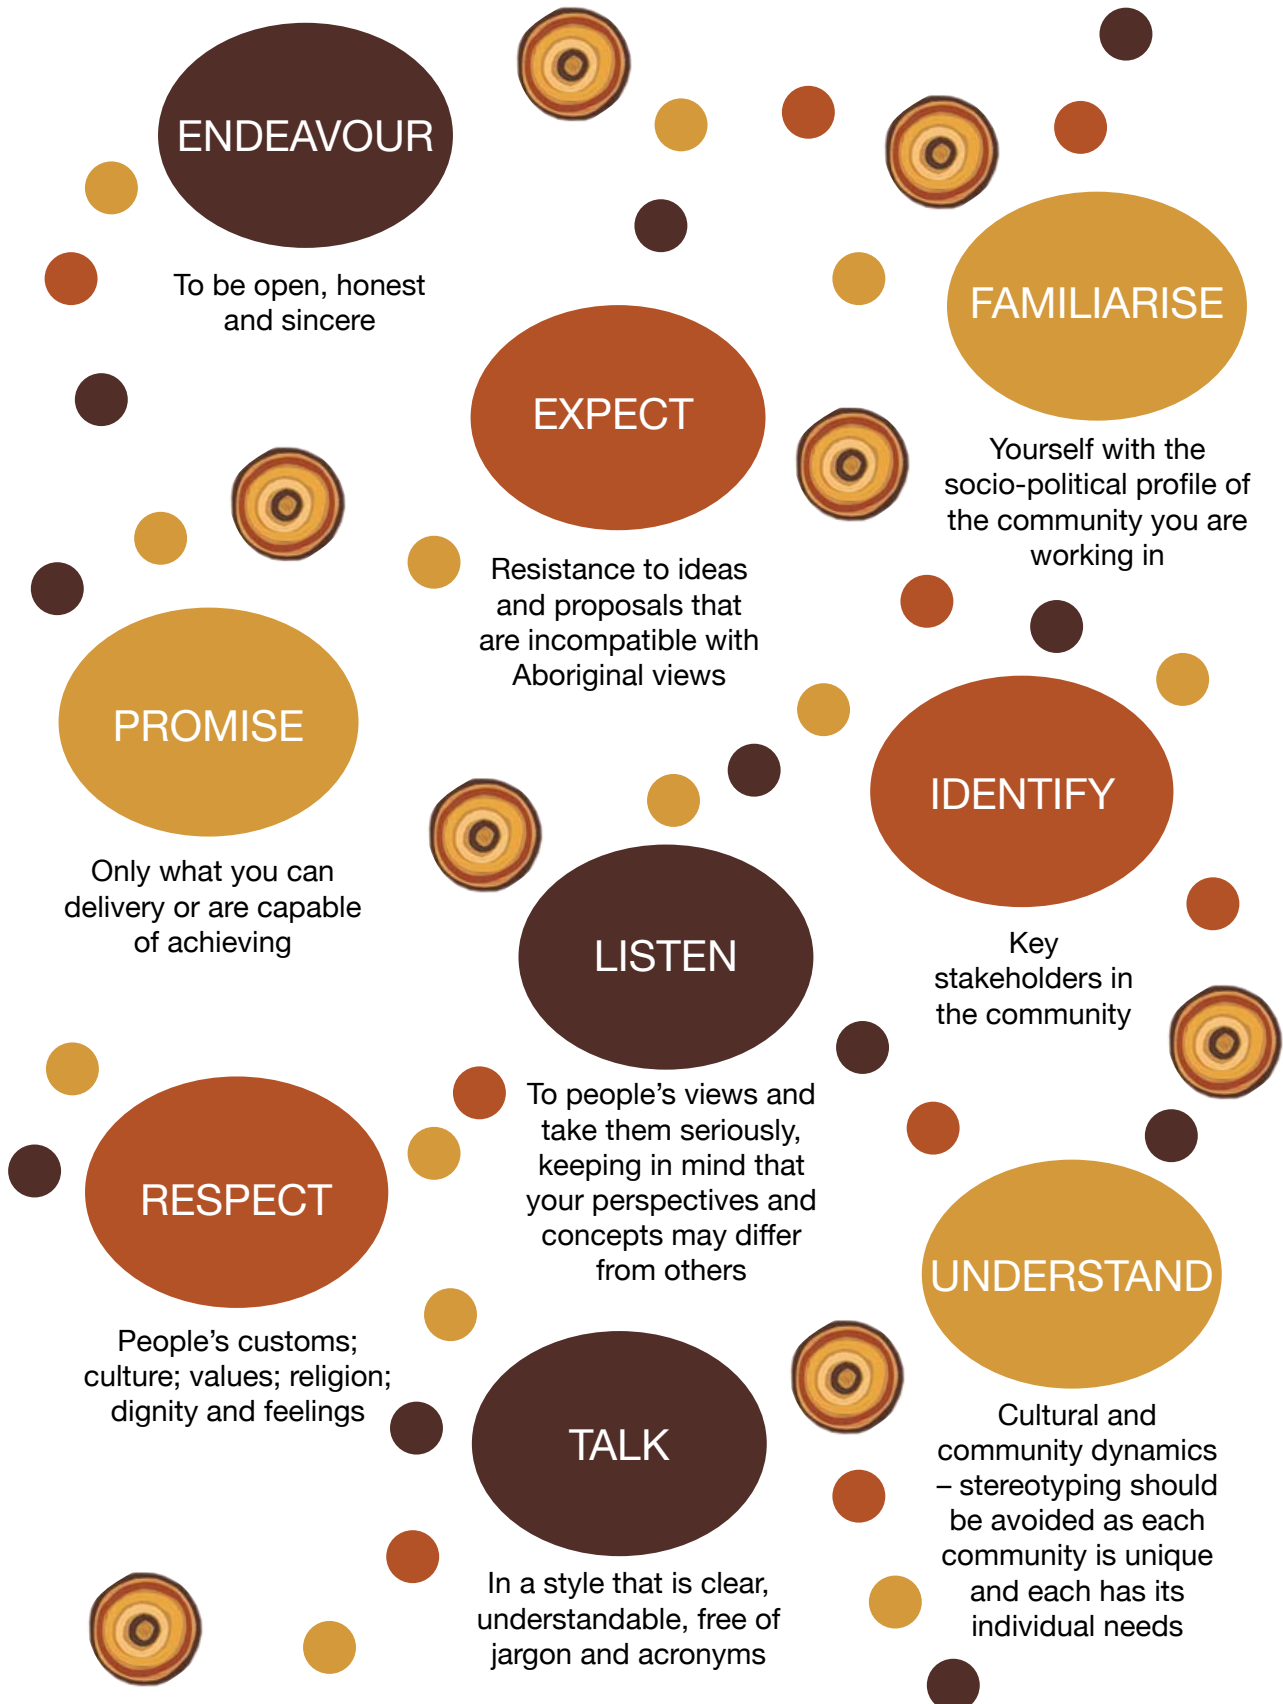 ENDEAVOUR
To be open, honest
and sincere
FAMILIARISE
Yourself with the
socio-political profile of
the community you are
working in
EXPECT
Resistance to ideas
and proposals that
are incompatible with
Aboriginal views
PROMISE
Only what you can
delivery or are capable
of achieving
IDENTIFY
Key
stakeholders in
the community
LISTEN
To people’s views and
take them seriously,
keeping in mind that
your perspectives and
concepts may differ
from others
RESPECT
People’s customs;
culture; values; religion;
dignity and feelings
UNDERSTAND
Cultural and
community dynamics
– stereotyping should
be avoided as each
community is unique
and each has its
individual needs
TALK
In a style that is clear,
understandable, free of
jargon and acronyms